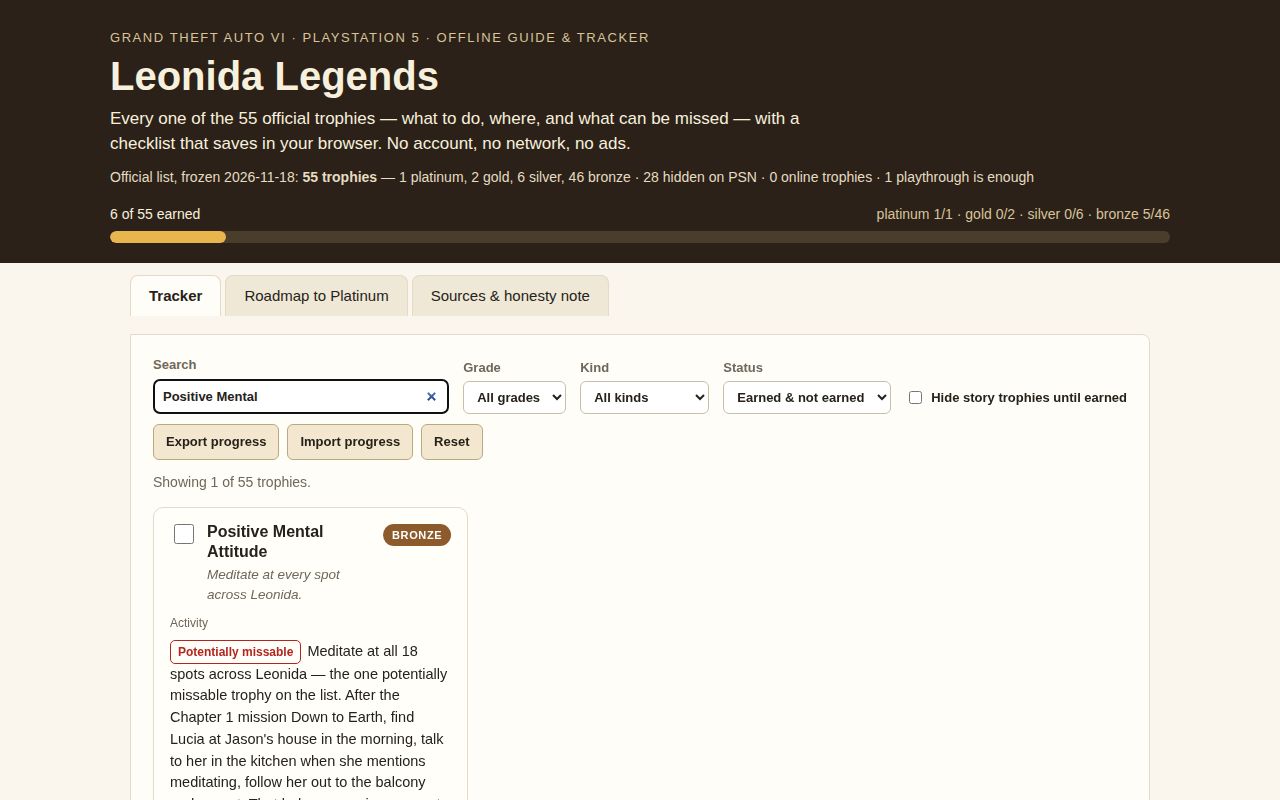 GRAND THEFT AUTO VI · PLAYSTATION 5 · OFFLINE GUIDE & TRACKER
Leonida Legends
Every one of the 55 official trophies — what to do, where, and what can be missed — with a
checklist that saves in your browser. No account, no network, no ads.
Official list, frozen 2026-11-18: 55 trophies — 1 platinum, 2 gold, 6 silver, 46 bronze · 28 hidden on PSN · 0 online trophies · 1 playthrough is enough
6 of 55 earned
platinum 1/1 · gold 0/2 · silver 0/6 · bronze 5/46
Tracker
Roadmap to Platinum
Sources & honesty note
Search
Grade
Kind
Status
Positive Mental
×
All grades
All kinds
Earned & not earned
Hide story trophies until earned
Export progress
Import progress
Reset
Showing 1 of 55 trophies.
Positive Mental
Attitude
BRONZE
Meditate at every spot
across Leonida.
Activity
Potentially missable Meditate at all 18
spots across Leonida — the one potentially
missable trophy on the list. After the
Chapter 1 mission Down to Earth, find
Lucia at Jason's house in the morning, talk
to her in the kitchen when she mentions
meditating, follow her out to the balcony